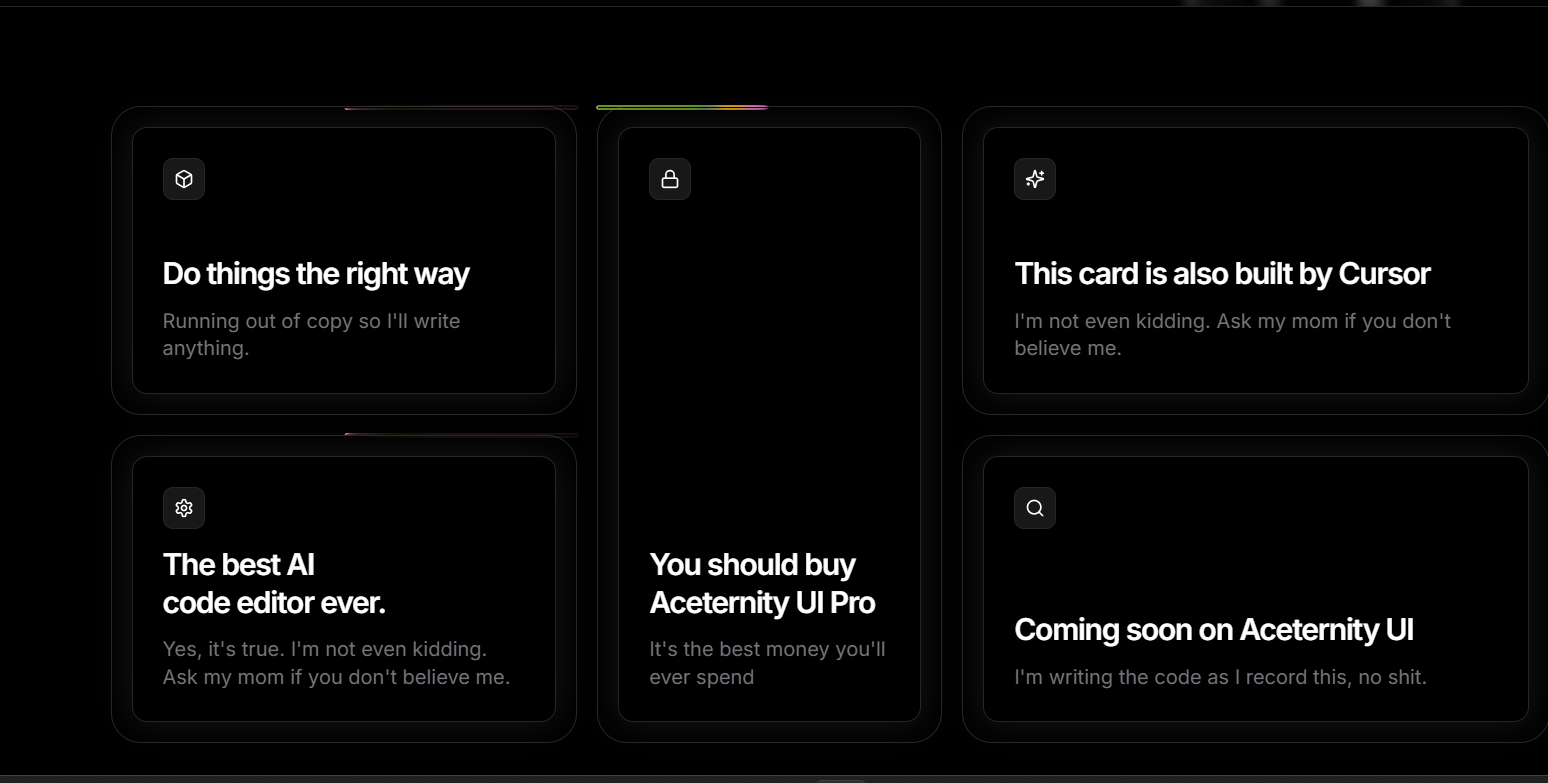 Do things the right way
Running out of copy so I'll write
anything.
The best AI
code editor ever.
Yes, it's true. I'm not even kidding.
Ask my mom if you don't believe me.
You should buy
Aceternity UI Pro
It's the best money you'll
ever spend
This card is also built by Cursor
I'm not even kidding. Ask my mom if you don't
believe me.
Coming soon on Aceternity UI
I'm writing the code as I record this, no shit.